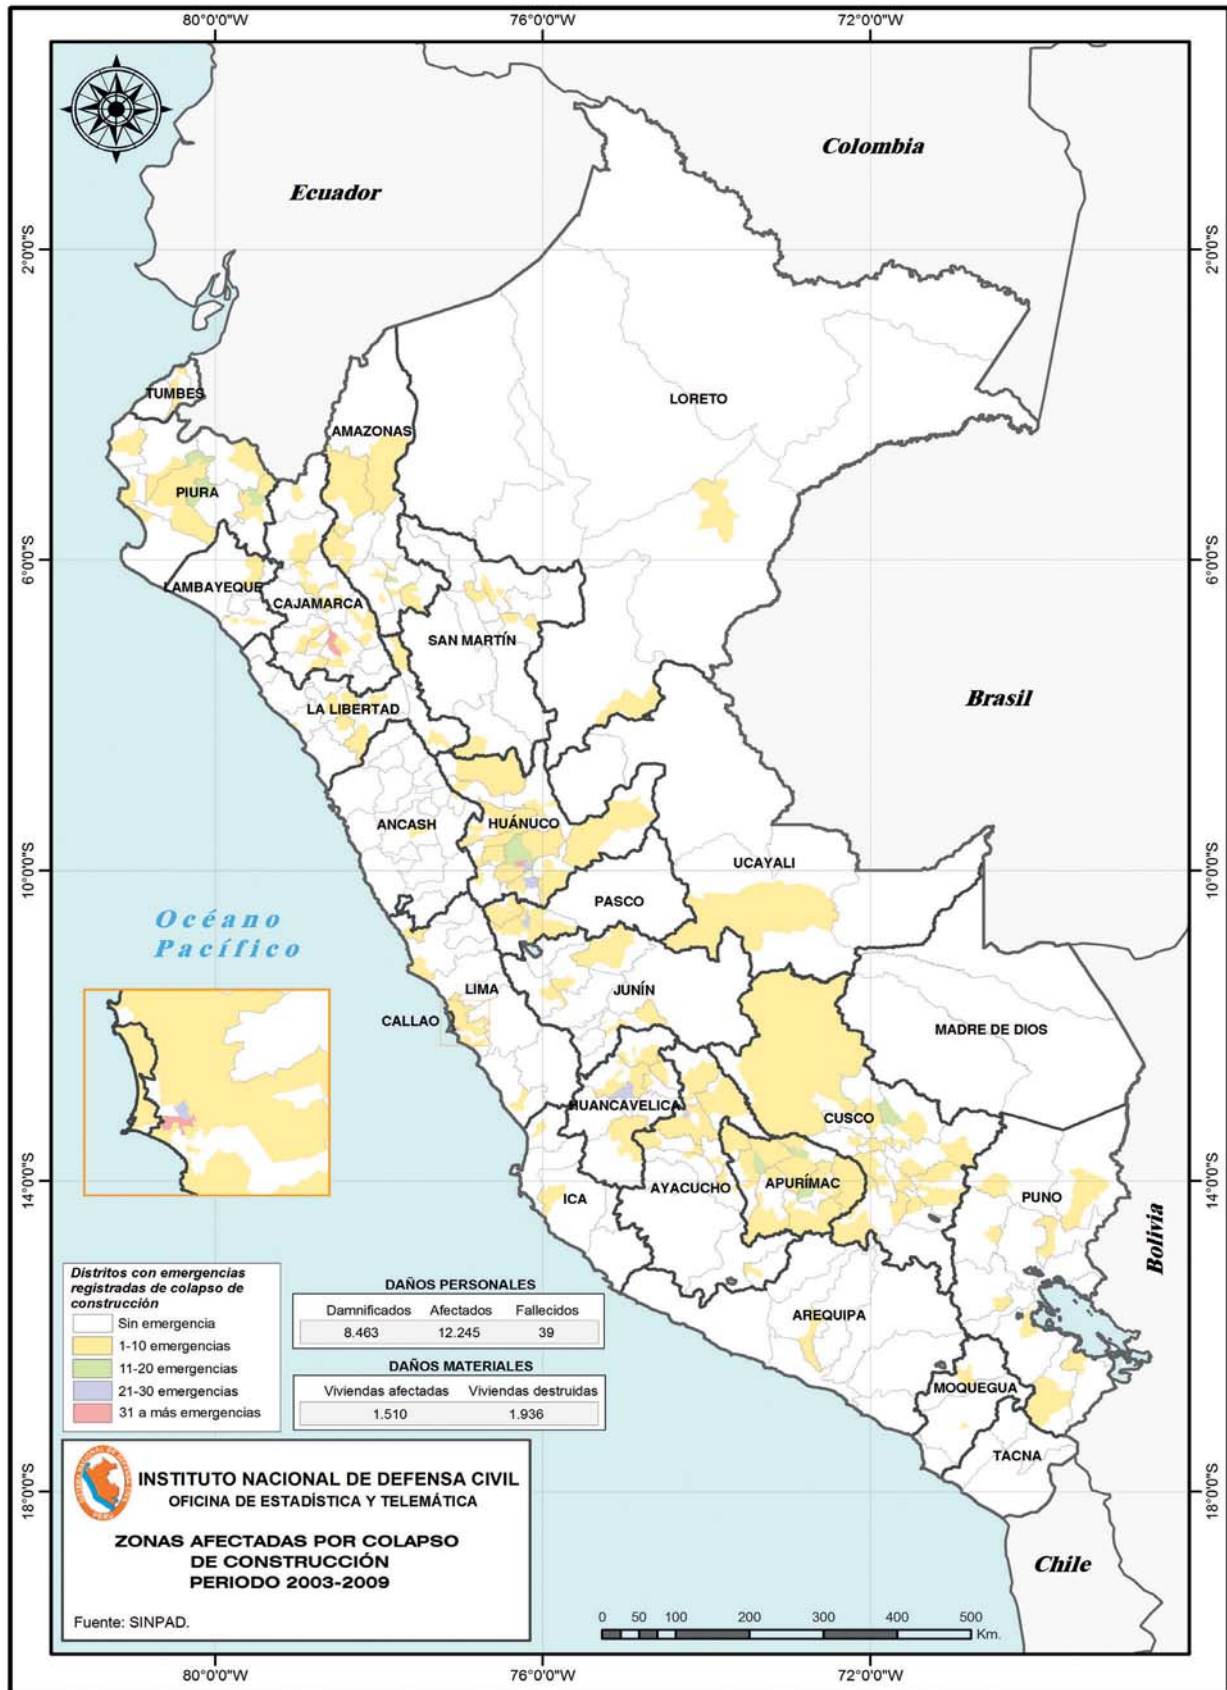 80°0'0"W
76°0'0"W
72°0'0"W
Colombia
Ecuador
2°0'0"S
2°0'0"S
TUMBES
LORETO
AMAZONAS
PIURA
6°0'0"S
6°0'0"S
LAMBAYEQUE
CAJAMARCA
SAN MARTÍN
Brasil
LA LIBERTAD
ANCASH
HUÁNUCO
UCAYALI
10°0'0"S
10°0'0"S
PASCO
Océano
Pacífico
LIMA
JUNÍN
CALLAO
MADRE DE DIOS
HUANCAVELICA
CUSCO
14°0'0"S
14°0'0"S
ICA
AYACUCHO
APURÍMAC
PUNO
Bolivia
AREQUIPA
MOQUEGUA
TACNA
18°0'0"S
18°0'0"S
Chile
Distritos con emergencias
registradas de colapso de
construcción
Sin emergencia
1-10 emergencias
11-20 emergencias
21-30 emergencias
31 a más emergencias
DAÑOS PERSONALES
Damnificados Afectados Fallecidos
8.463 12.245 39
DAÑOS MATERIALES
Viviendas afectadas Viviendas destruidas
1.510 1.936
INSTITUTO NACIONAL DE DEFENSA CIVIL
OFICINA DE ESTADÍSTICA Y TELEMÁTICA
ZONAS AFECTADAS POR COLAPSO
DE CONSTRUCCIÓN
PERIODO 2003-2009
Fuente: SINPAD.
0 50 100 200 300 400 500
Km.
80°0'0"W
76°0'0"W
72°0'0"W